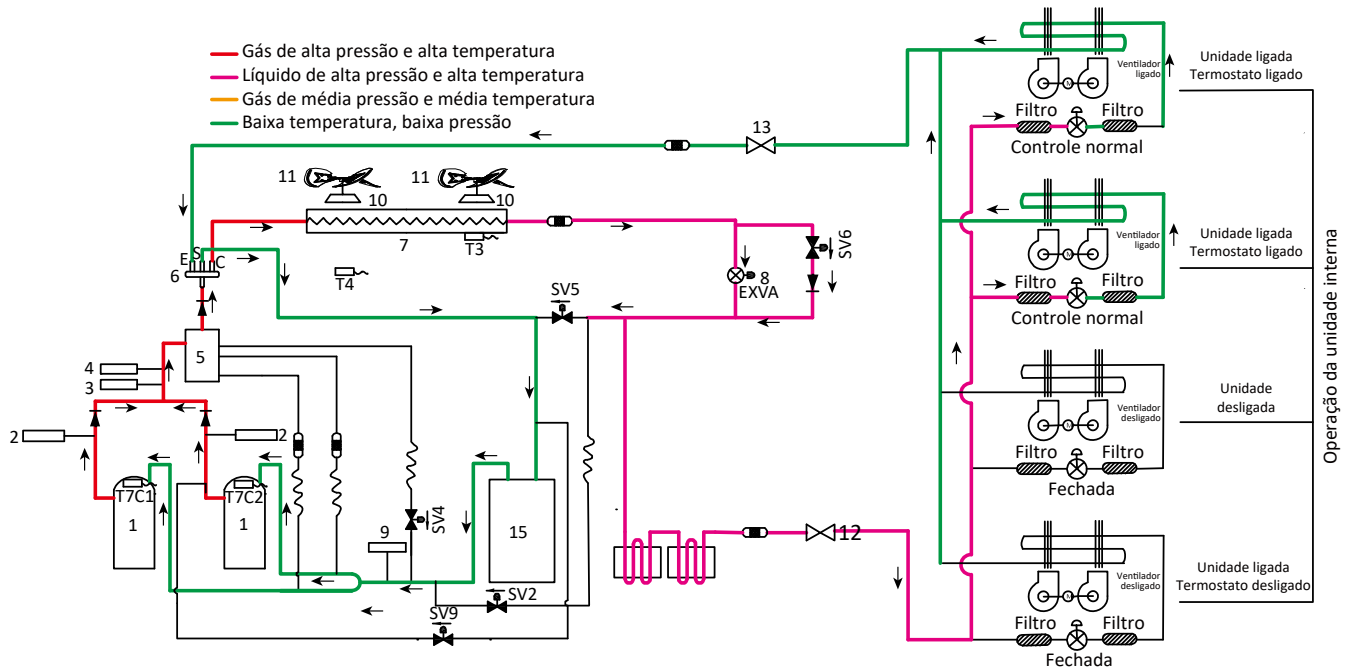 Gás de alta pressão e alta temperatura
Líquido de alta pressão e alta temperatura
Gás de média pressão e média temperatura
Baixa temperatura, baixa pressão
13
11
11
10
10
7
T3
T4
E
S
C
6
8
EXVA
SV6
SV5
5
4
3
2
2
T7C1
1
T7C2
1
9
SV4
15
SV2
SV9
12
Ventilador
ligado
M
Filtro
Filtro
Controle normal
Unidade ligada
Termostato ligado
Ventilador
ligado
M
Filtro
Filtro
Controle normal
Unidade ligada
Termostato ligado
Ventilador
desligado
M
Filtro
Filtro
Fechada
Unidade
desligada
Ventilador
desligado
M
Filtro
Filtro
Fechada
Unidade ligada
Termostato desligado
Operação da unidade interna